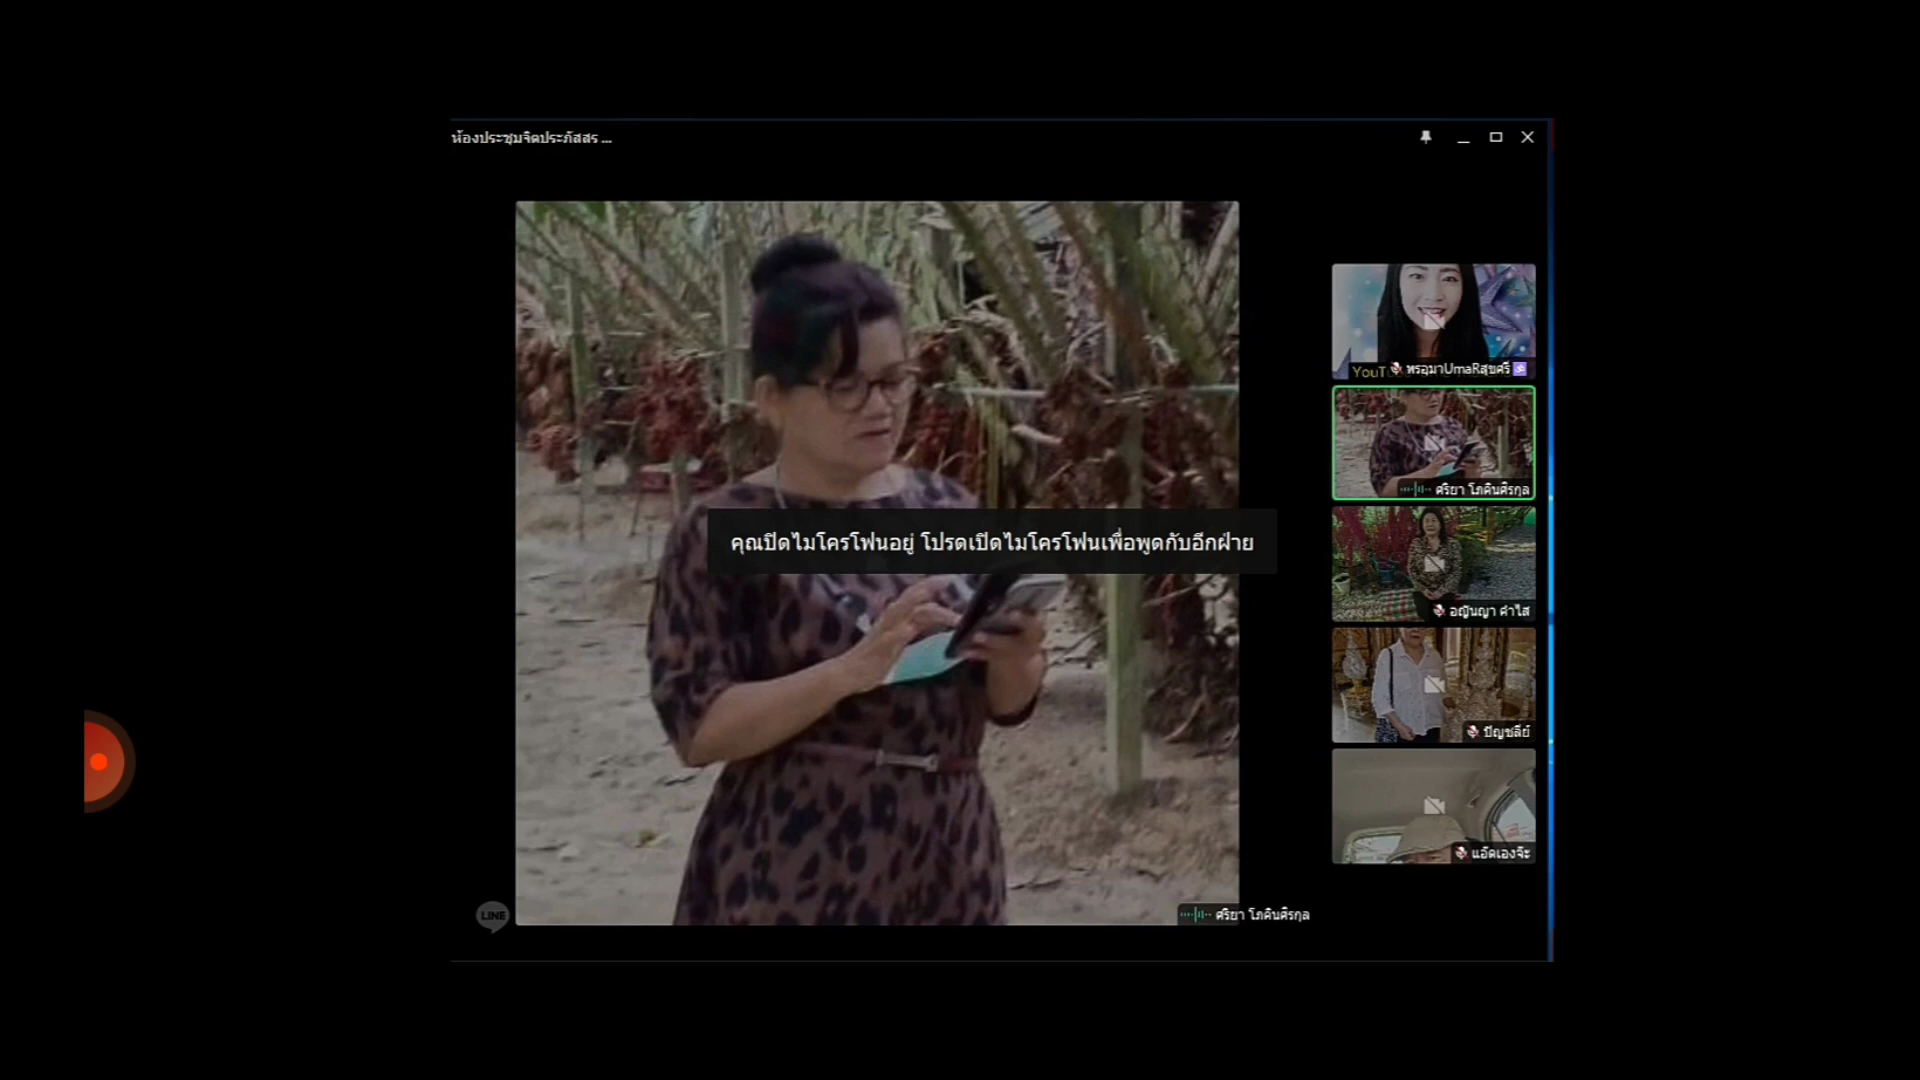 ห้องประชุมจิตประภัสสร ...
YouT
พรอุมาUmaRสุขศรี
ศริยา โภคินศิรกุล
คุณปิดไมโครโฟนอยู่ โปรดเปิดไมโครโฟนเพื่อพูดกับอีกฝ่าย
อญันญา คำไส
ปัญชลีย์
แอ๊ดเองจ๊ะ
LINE
ศริยา โภคินศิรกุล